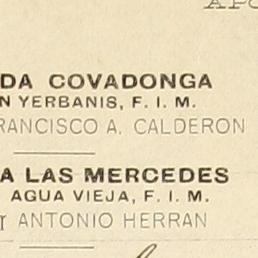 DA COVADONGA
N YERBANIS, F. I. M.
RANCISCO A. CALDERON
A LAS MERCEDES
AGUA VIEJA, F. I. M.
ANTONIO HERRAN